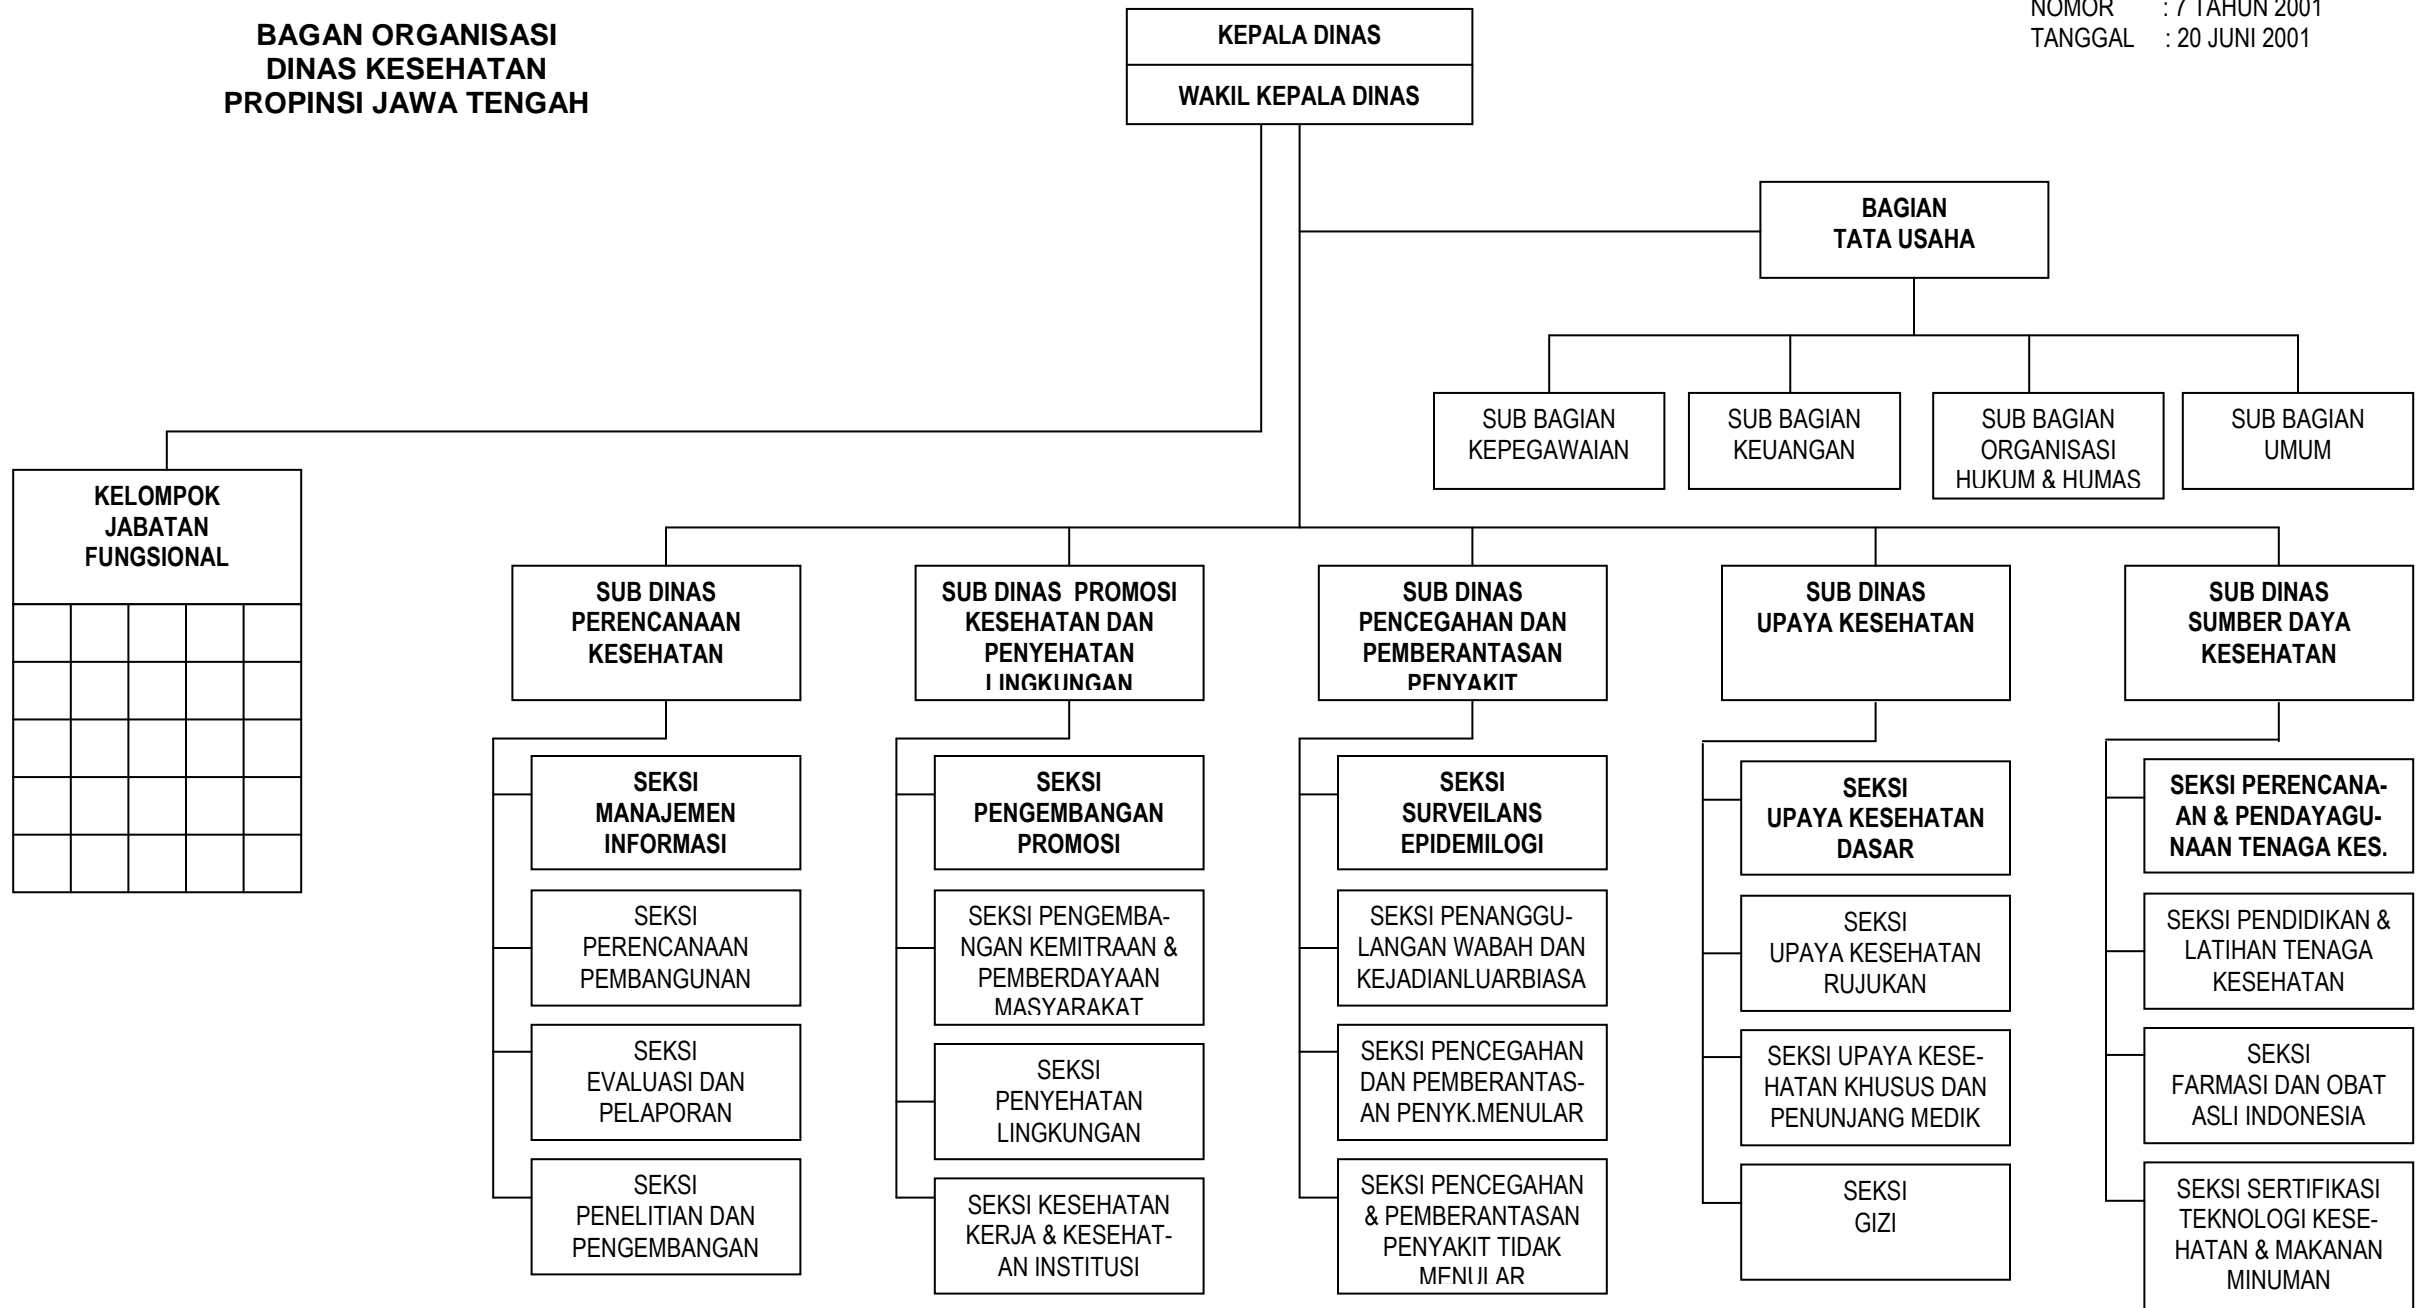 BAGAN ORGANISASI
DINAS KESEHATAN
PROPINSI JAWA TENGAH
KEPALA DINAS
WAKIL KEPALA DINAS
NOMOR : 7 TAHUN 2001
TANGGAL : 20 JUNI 2001
BAGIAN
TATA USAHA
SUB BAGIAN
KEPEGAWAIAN
SUB BAGIAN
KEUANGAN
SUB BAGIAN
ORGANISASI
HUKUM & HUMAS
SUB BAGIAN
UMUM
KELOMPOK
JABATAN
FUNGSIONAL
SUB DINAS
PERENCANAAN
KESEHATAN
SUB DINAS PROMOSI
KESEHATAN DAN
PENYEHATAN
LINGKUNGAN
SUB DINAS
PENCEGAHAN DAN
PEMBERANTASAN
PENYAKIT
SUB DINAS
UPAYA KESEHATAN
SUB DINAS
SUMBER DAYA
KESEHATAN
SEKSI
MANAJEMEN
INFORMASI
SEKSI
PERENCANAAN
PEMBANGUNAN
SEKSI
EVALUASI DAN
PELAPORAN
SEKSI
PENELITIAN DAN
PENGEMBANGAN
SEKSI
PENGEMBANGAN
PROMOSI
SEKSI PENGEMBA-
NGAN KEMITRAAN &
PEMBERDAYAAN
MASYARAKAT
SEKSI
PENYEHATAN
LINGKUNGAN
SEKSI KESEHATAN
KERJA & KESEHAT-
AN INSTITUSI
SEKSI
SURVEILANS
EPIDEMILOGI
SEKSI PENANGGU-
LANGAN WABAH DAN
KEJADIANLUARBIASA
SEKSI PENCEGAHAN
DAN PEMBERANTAS-
AN PENYK.MENULAR
SEKSI PENCEGAHAN
& PEMBERANTASAN
PENYAKIT TIDAK
MENULAR
SEKSI
UPAYA KESEHATAN
DASAR
SEKSI
UPAYA KESEHATAN
RUJUKAN
SEKSI UPAYA KESE-
HATAN KHUSUS DAN
PENUNJANG MEDIK
SEKSI
GIZI
SEKSI PERENCANA-
AN & PENDAYAGU-
NAAN TENAGA KES.
SEKSI PENDIDIKAN &
LATIHAN TENAGA
KESEHATAN
SEKSI
FARMASI DAN OBAT
ASLI INDONESIA
SEKSI SERTIFIKASI
TEKNOLOGI KESE-
HATAN & MAKANAN
MINUMAN